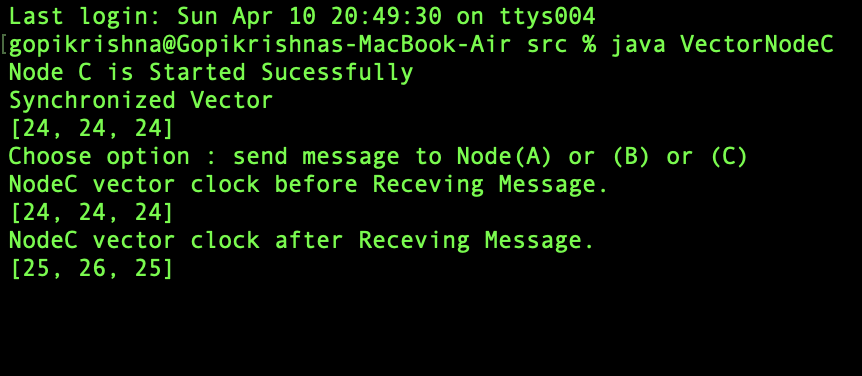 Last login: Sun Apr 10 20:49:30 on ttys004
[gopikrishna@Gopikrishnas-MacBook-Air src % java VectorNodeC
Node C is Started Sucessfully
Synchronized Vector
[24, 24, 24]
Choose option : send message to Node(A) or (B) or (C)
NodeC vector clock before Receving Message.
[24, 24, 24]
NodeC vector clock after Receving Message.
[25, 26, 25]